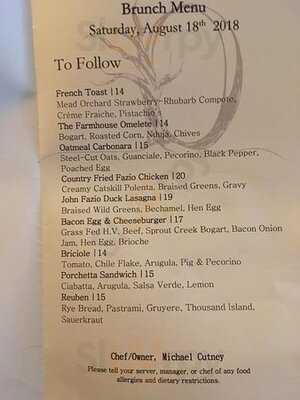 Brunch Menu
Saturday, August 18th 2018
To Follow
French Toast |14
Mead Orchard Strawberry-Rhubarb Compote,
Crème Fraiche, Pistachio's
The Farmhouse Omelete | 14
Bogart, Roasted Corn, Nduja, Chives
Oatmeal Carbonara | 15
Steel-Cut Oats, Guanciale, Pecorino, Black Pepper,
Poached Egg
Country Fried Fazio Chicken | 20
Creamy Catskill Polenta, Braised Greens, Gravy
John Fazio Duck Lasagna | 19
Braised Wild Greens, Bechamel, Hen Egg
Bacon Egg & Cheeseburger | 17
Grass Fed H.V. Beef, Sprout Creek Bogart, Bacon Onion
Jam, Hen Egg, Brioche
Briciole | 14
Tomato, Chile Flake, Arugula, Pig & Pecorino
Porchetta Sandwich | 15
Ciabatta, Arugula, Salsa Verde, Lemon
Reuben | 15
Rye Bread, Pastrami, Gruyere, Thousand Island,
Sauerkraut
Chef/Owner, Michael Cutney
Please tell your server, manager, or chef of any food
allergies and dietary restrictions.